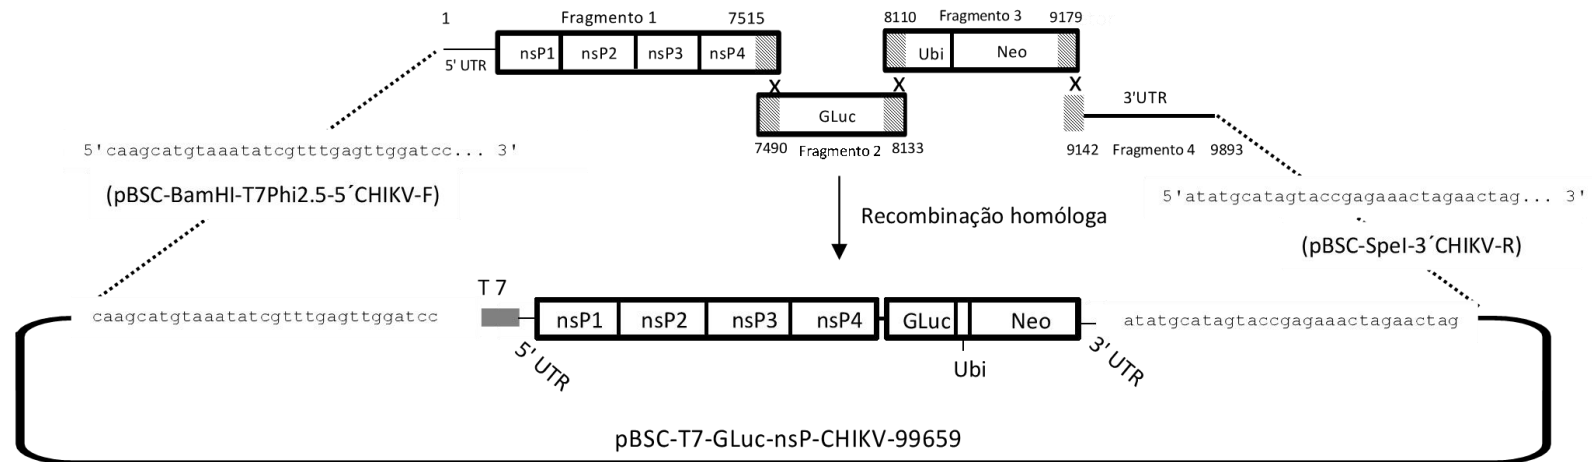 1 Fragmento 1 7515
8110 Fragmento 3 9179
nsP1 nsP2 nsP3 nsP4
Ubi Neo
5' UTR
X X X
3'UTR
GLuc
7490 Fragmento 2 8133
9142 Fragmento 4 9893
5'caagcatgtaaatatcgtttgagttggatcc... 3'
(pBSC-BamHI-T7Phi2.5-5´CHIKV-F)
5'atatgcatagtaccgagaaactagaactag... 3'
Recombinação homóloga
(pBSC-SpeI-3´CHIKV-R)
T 7
caagcatgtaaatatcgtttgagttggatcc
nsP1 nsP2 nsP3 nsP4 GLuc Neo
atatgcatagtaccgagaaactagaactag
5' UTR
3' UTR
Ubi
pBSC-T7-GLuc-nsP-CHIKV-99659